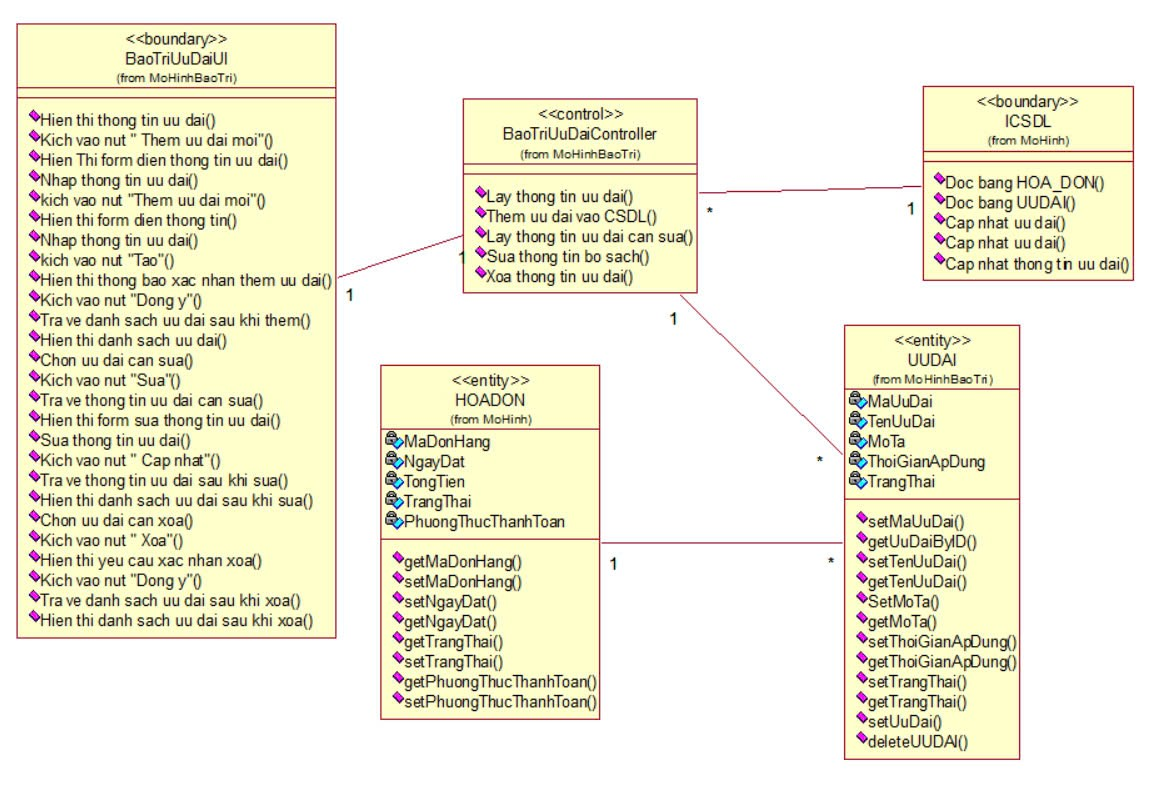 <<boundary>>
BaoTriUuDaiUI
(from MoHinhBaoTri)
Hien thi thong tin uu dai()
Kich vao nut " Them uu dai moi"()
Hien Thi form dien thong tin uu dai()
Nhap thong tin uu dai()
kich vao nut "Them uu dai moi"()
Hien thi form dien thong tin()
Nhap thong tin uu dai()
kich vao nut "Tao"()
Hien thi thong bao xac nhan them uu dai()
Kich vao nut "Dong y"()
Tra ve danh sach uu dai sau khi them()
Hien thi danh sach uu dai()
Chon uu dai can sua()
Kich vao nut "Sua"()
Tra ve thong tin uu dai can sua()
Hien thi form sua thong tin uu dai()
Sua thong tin uu dai()
Kich vao nut " Cap nhat"()
Tra ve thong tin uu dai sau khi sua()
Hien thi danh sach uu dai sau khi sua()
Chon uu dai can xoa()
Kich vao nut " Xoa"()
Hien thi yeu cau xac nhan xoa()
Kich vao nut "Dong y"()
Tra ve danh sach uu dai sau khi xoa()
Hien thi danh sach uu dai sau khi xoa()
1
1
<<control>>
BaoTriUuDaiController
(from MoHinhBaoTri)
Lay thong tin uu dai()
Them uu dai vao CSDL()
Lay thong tin uu dai can sua()
Sua thong tin bo sach()
Xoa thong tin uu dai()
*
1
<<boundary>>
ICSDL
(from MoHinh)
Doc bang HOA_DON()
Doc bang UUDAI()
Cap nhat uu dai()
Cap nhat uu dai()
Cap nhat thong tin uu dai()
1
*
<<entity>>
HOADON
(from MoHinh)
MaDonHang
NgayDat
TongTien
TrangThai
PhuongThucThanhToan
getMaDonHang()
setMaDonHang()
setNgayDat()
getNgayDat()
getTrangThai()
setTrangThai()
getPhuongThucThanhToan()
setPhuongThucThanhToan()
1
*
<<entity>>
UUDAI
(from MoHinhBaoTri)
MaUuDai
TenUuDai
MoTa
ThoiGianApDung
TrangThai
setMaUuDai()
getUuDaiByID()
setTenUuDai()
getTenUuDai()
SetMoTa()
getMoTa()
setThoiGianApDung()
getThoiGianApDung()
setTrangThai()
getTrangThai()
setUuDai()
deleteUUDAI()